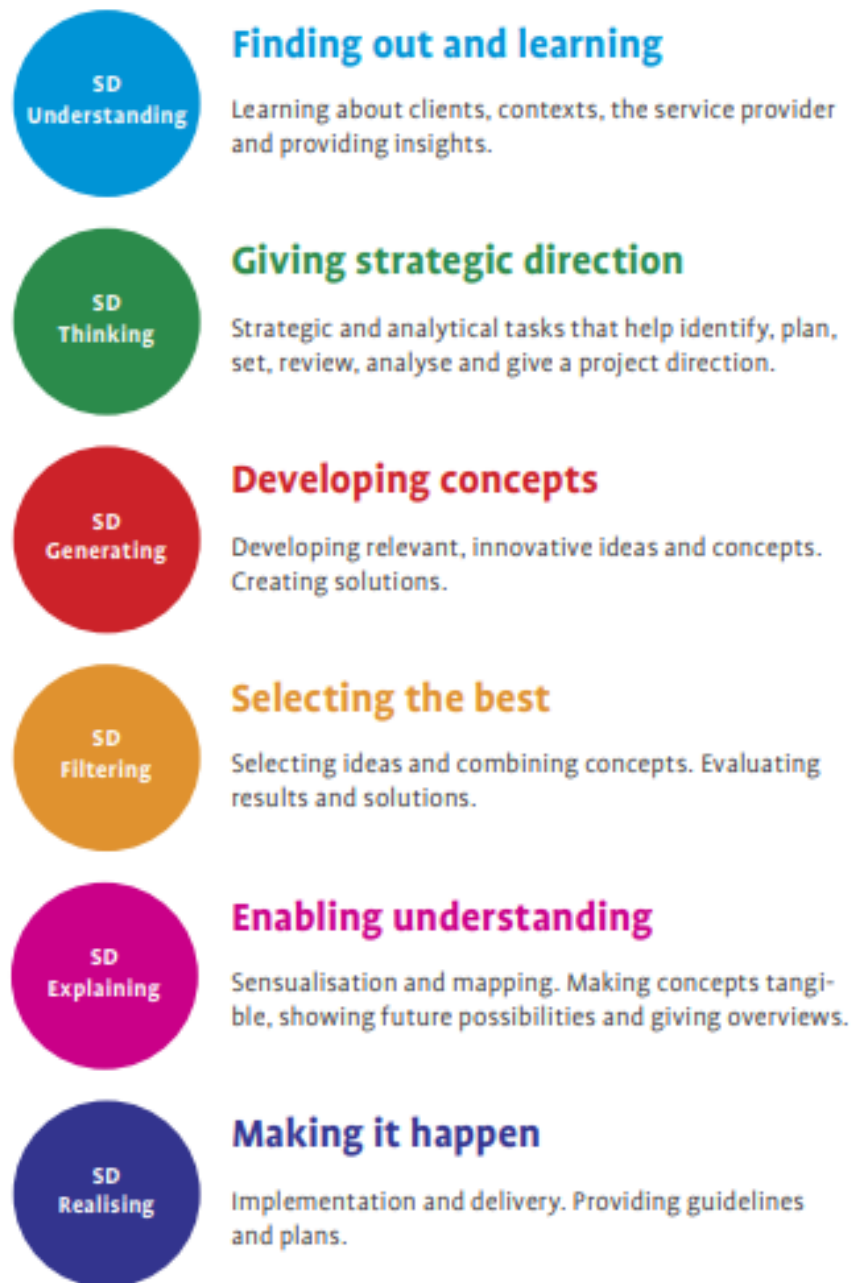 SD
Understanding
Finding out and learning
Learning about clients, contexts, the service provider
and providing insights.
SD
Thinking
Giving strategic direction
Strategic and analytical tasks that help identify, plan,
set, review, analyse and give a project direction.
SD
Generating
Developing concepts
Developing relevant, innovative ideas and concepts.
Creating solutions.
SD
Filtering
Selecting the best
Selecting ideas and combining concepts. Evaluating
results and solutions.
SD
Explaining
Enabling understanding
Sensualisation and mapping. Making concepts tangi-
ble, showing future possibilities and giving overviews.
SD
Realising
Making it happen
Implementation and delivery. Providing guidelines
and plans.